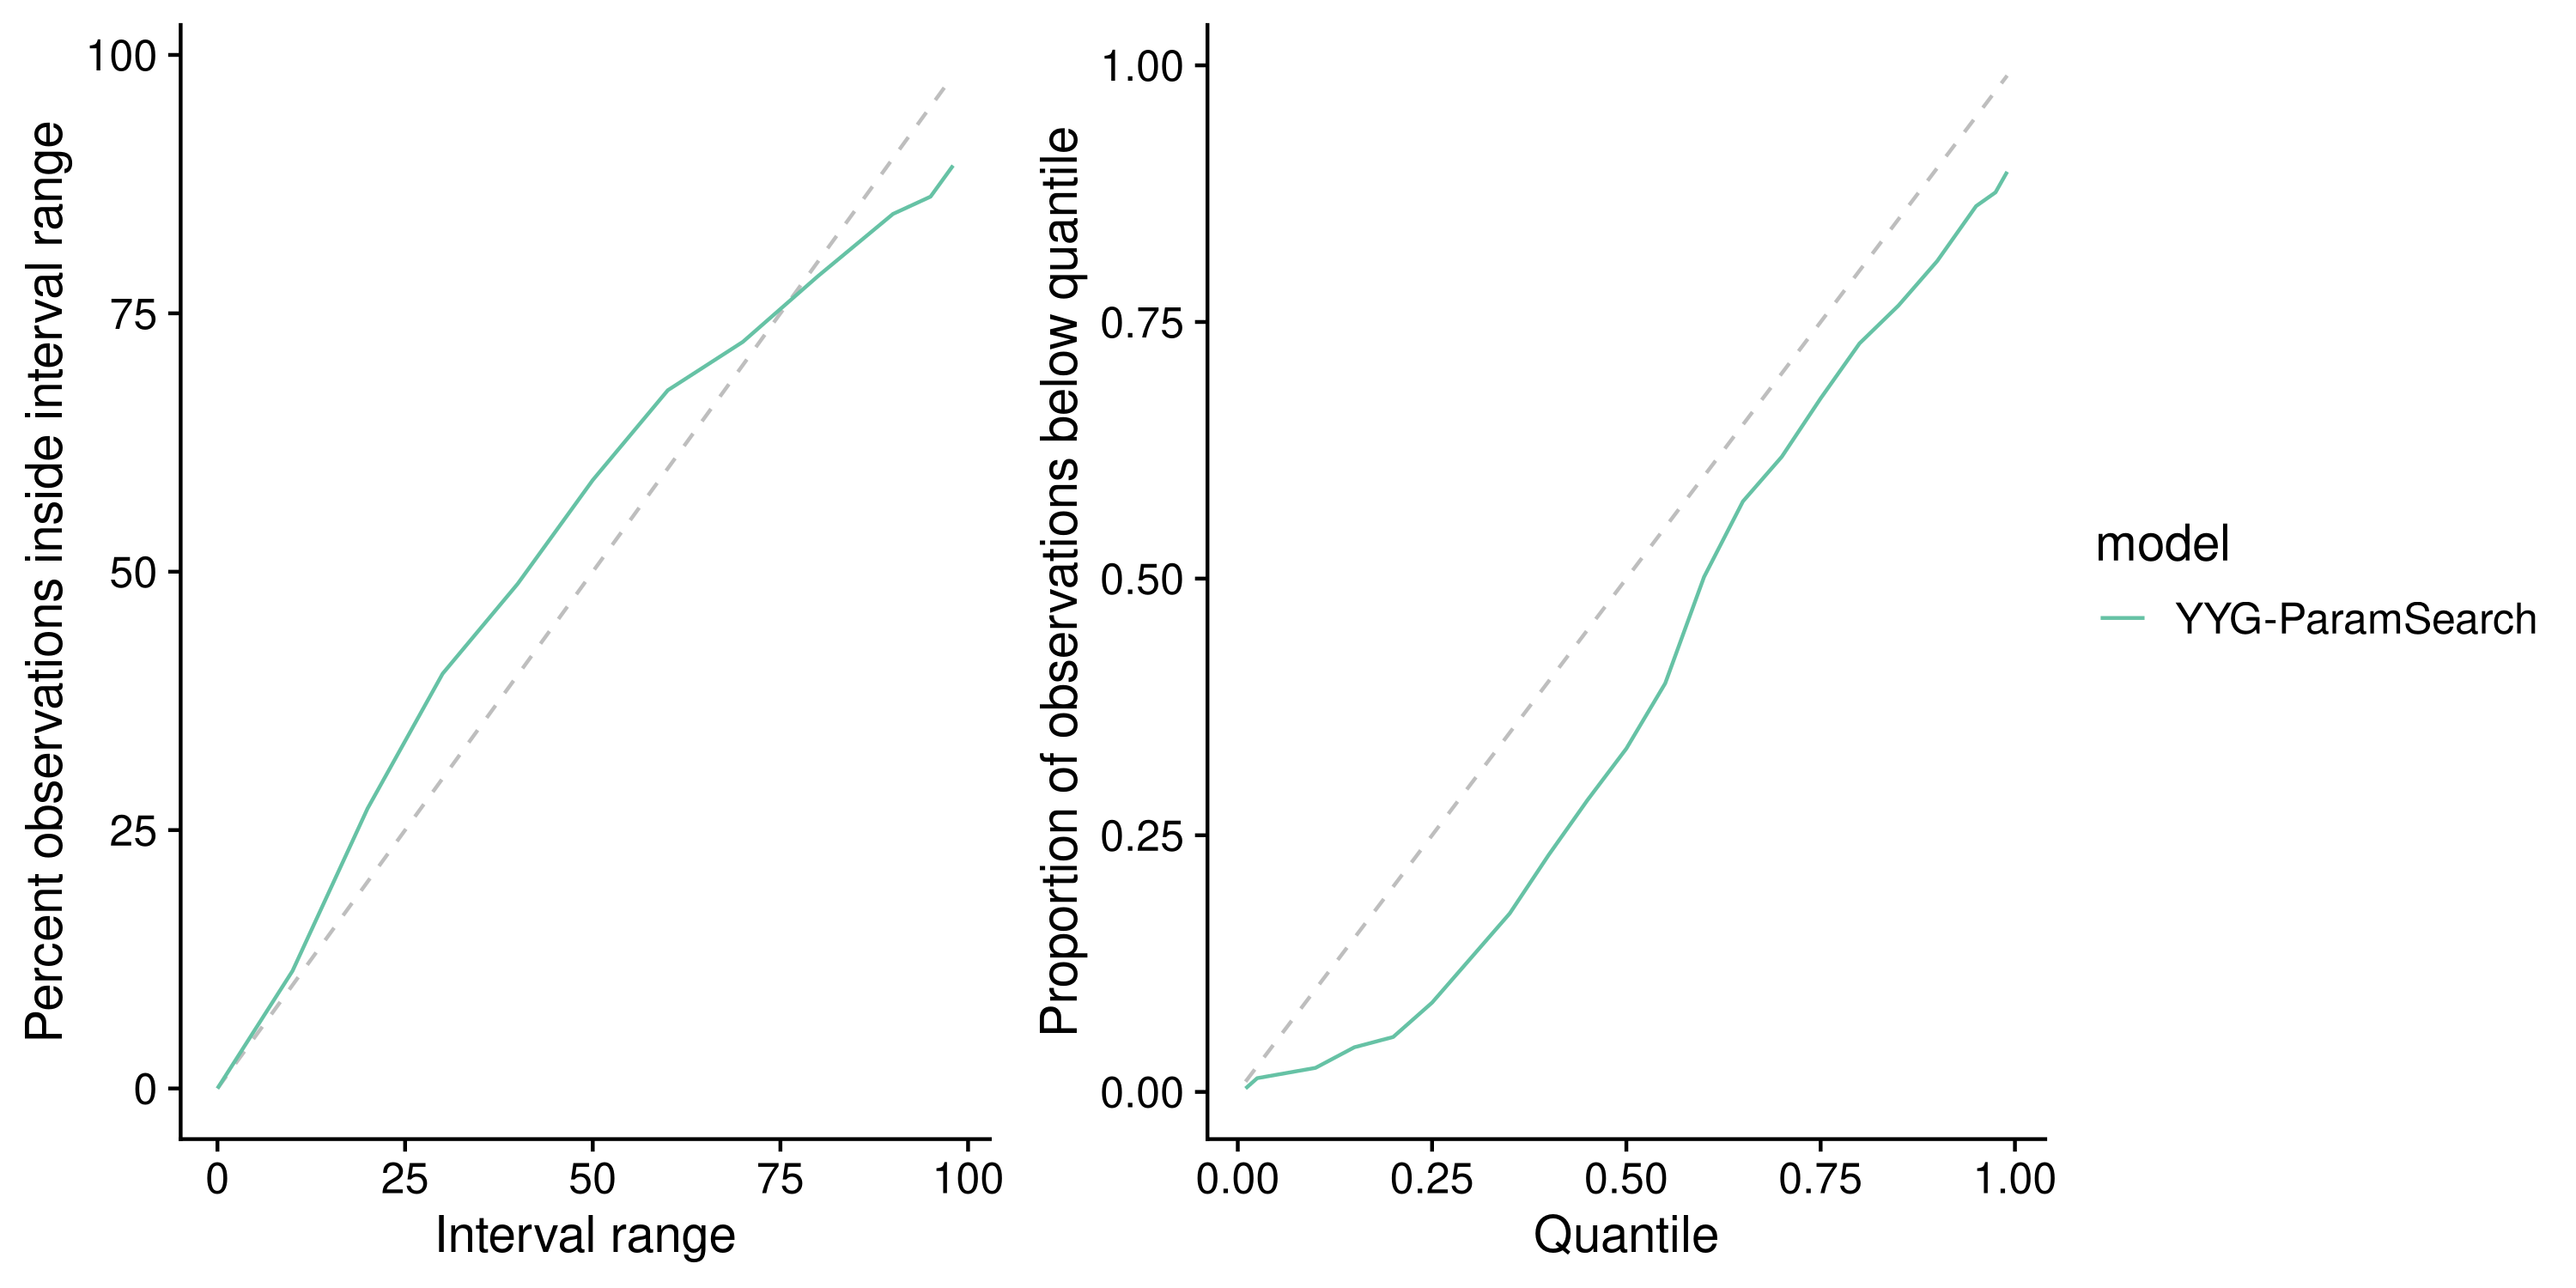 Percent observations inside interval range
100
75
50
25
0
0 25 50 75 100
Interval range
Proportion of observations below quantile
1.00
0.75
0.50
0.25
0.00
0.00 0.25 0.50 0.75 1.00
Quantile
model
YYG-ParamSearch